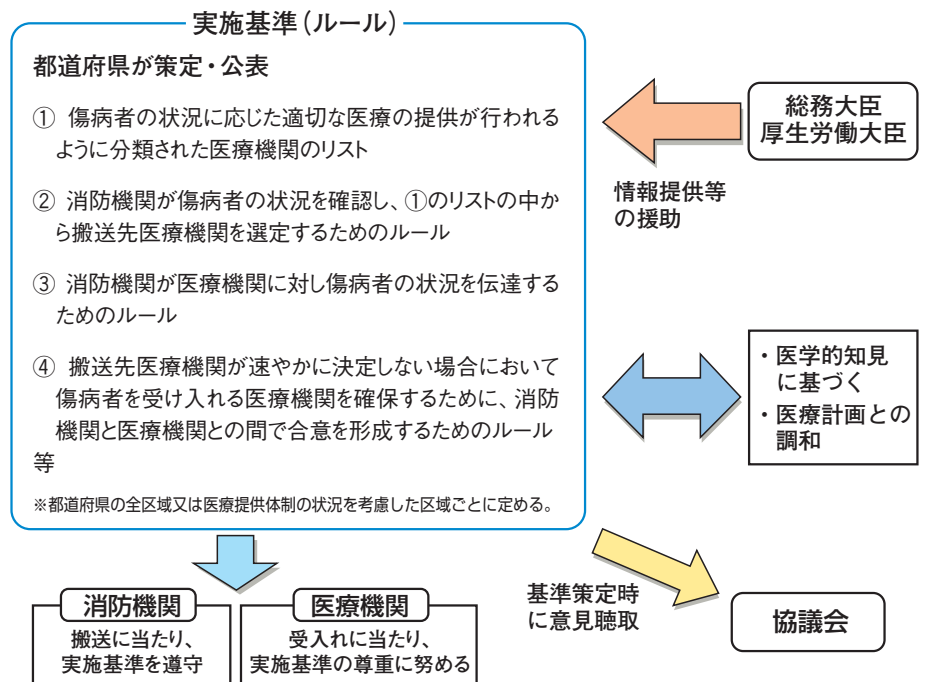 実施基準（ルール）
都道府県が策定・公表
① 傷病者の状況に応じた適切な医療の提供が行われる
ように分類された医療機関のリスト
② 消防機関が傷病者の状況を確認し、①のリストの中か
ら搬送先医療機関を選定するためのルール
③ 消防機関が医療機関に対し傷病者の状況を伝達する
ためのルール
④ 搬送先医療機関が速やかに決定しない場合において
傷病者を受け入れる医療機関を確保するために、消防
機関と医療機関との間で合意を形成するためのルール
等
※都道府県の全区域又は医療提供体制の状況を考慮した区域ごとに定める。
総務大臣
厚生労働大臣
情報提供等
の援助
・医学的知見
に基づく
・医療計画との
調和
消防機関
搬送に当たり、
実施基準を遵守
医療機関
受入れに当たり、
実施基準の尊重に努める
基準策定時
に意見聴取
協議会